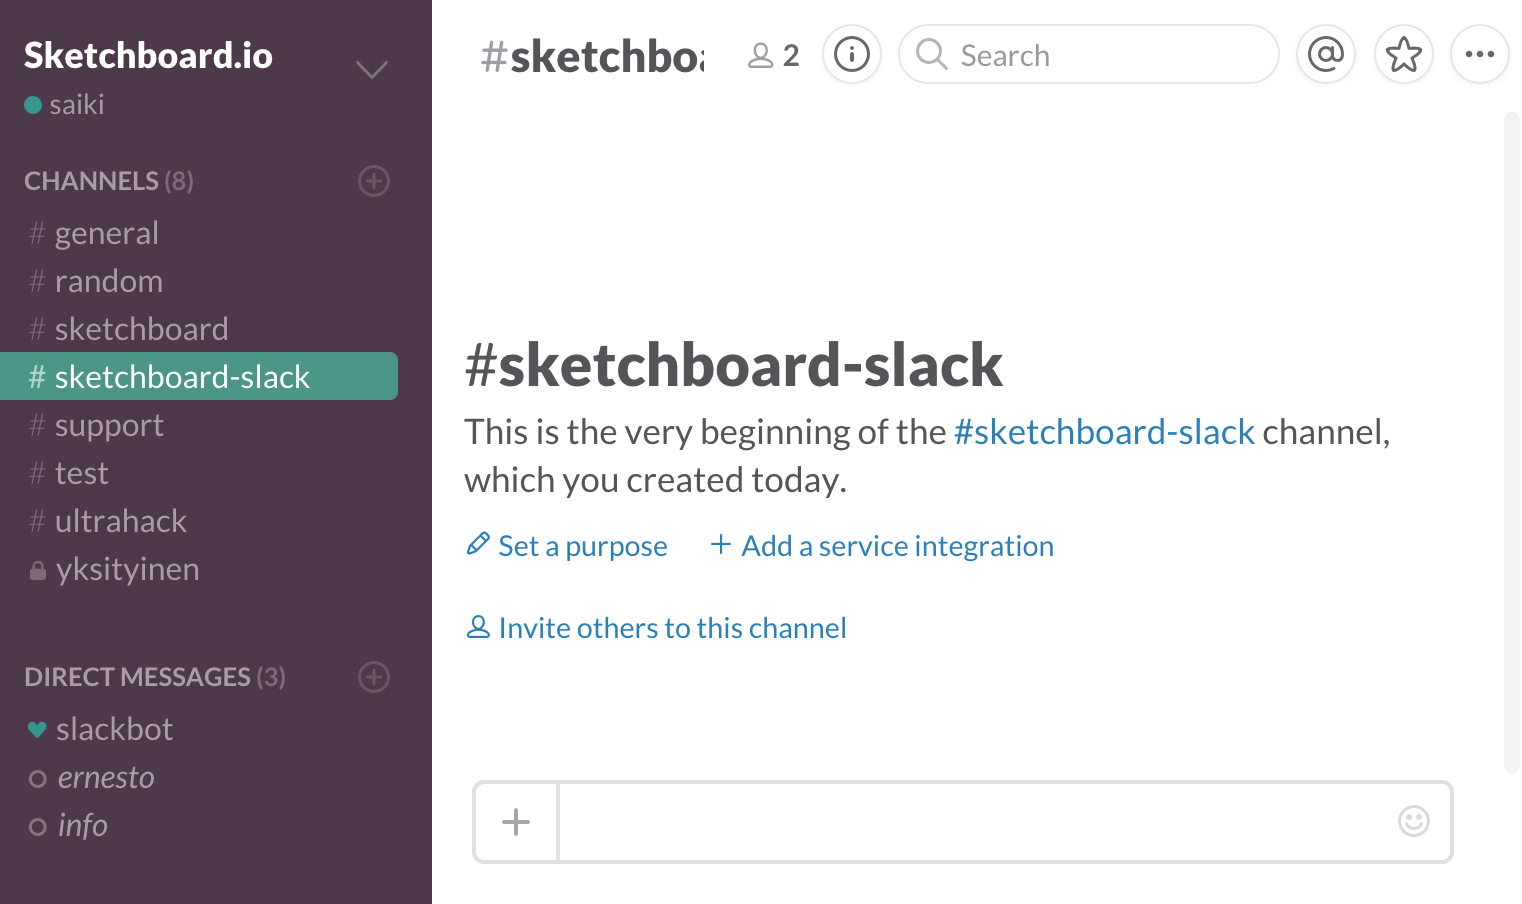 Sketchboard.io
saiki
CHANNELS (8)
# general
# random
# sketchboard
# sketchboard-slack
# support
# test
# ultrahack
yksityinen
DIRECT MESSAGES (3)
slackbot
ernesto
info
#sketchboa
2
Search
#sketchboard-slack
This is the very beginning of the #sketchboard-slack channel,
which you created today.
Set a purpose
+ Add a service integration
Invite others to this channel